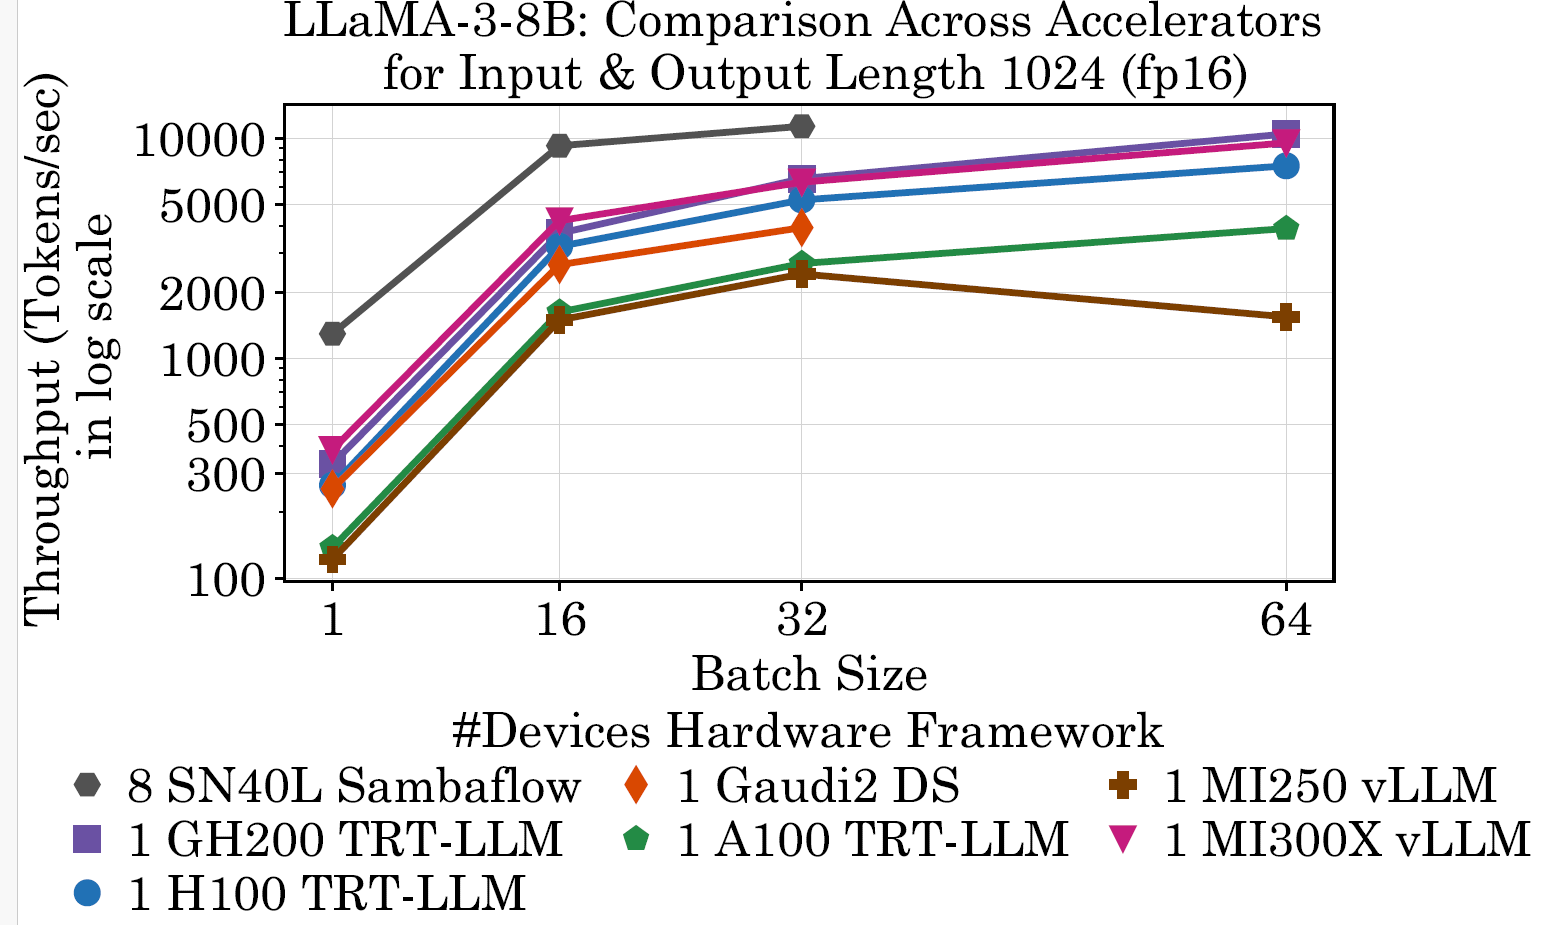 LLaMA-3-8B: Comparison Across Accelerators
for Input & Output Length 1024 (fp16)
Throughput (Tokens/sec)
in log scale
10000
5000
2000
1000
500
300
100
1 16 32 64
Batch Size
#Devices Hardware Framework
8 SN40L Sambaflow 1 Gaudi2 DS 1 MI250 vLLM
1 GH200 TRT-LLM 1 A100 TRT-LLM 1 MI300X vLLM
1 H100 TRT-LLM